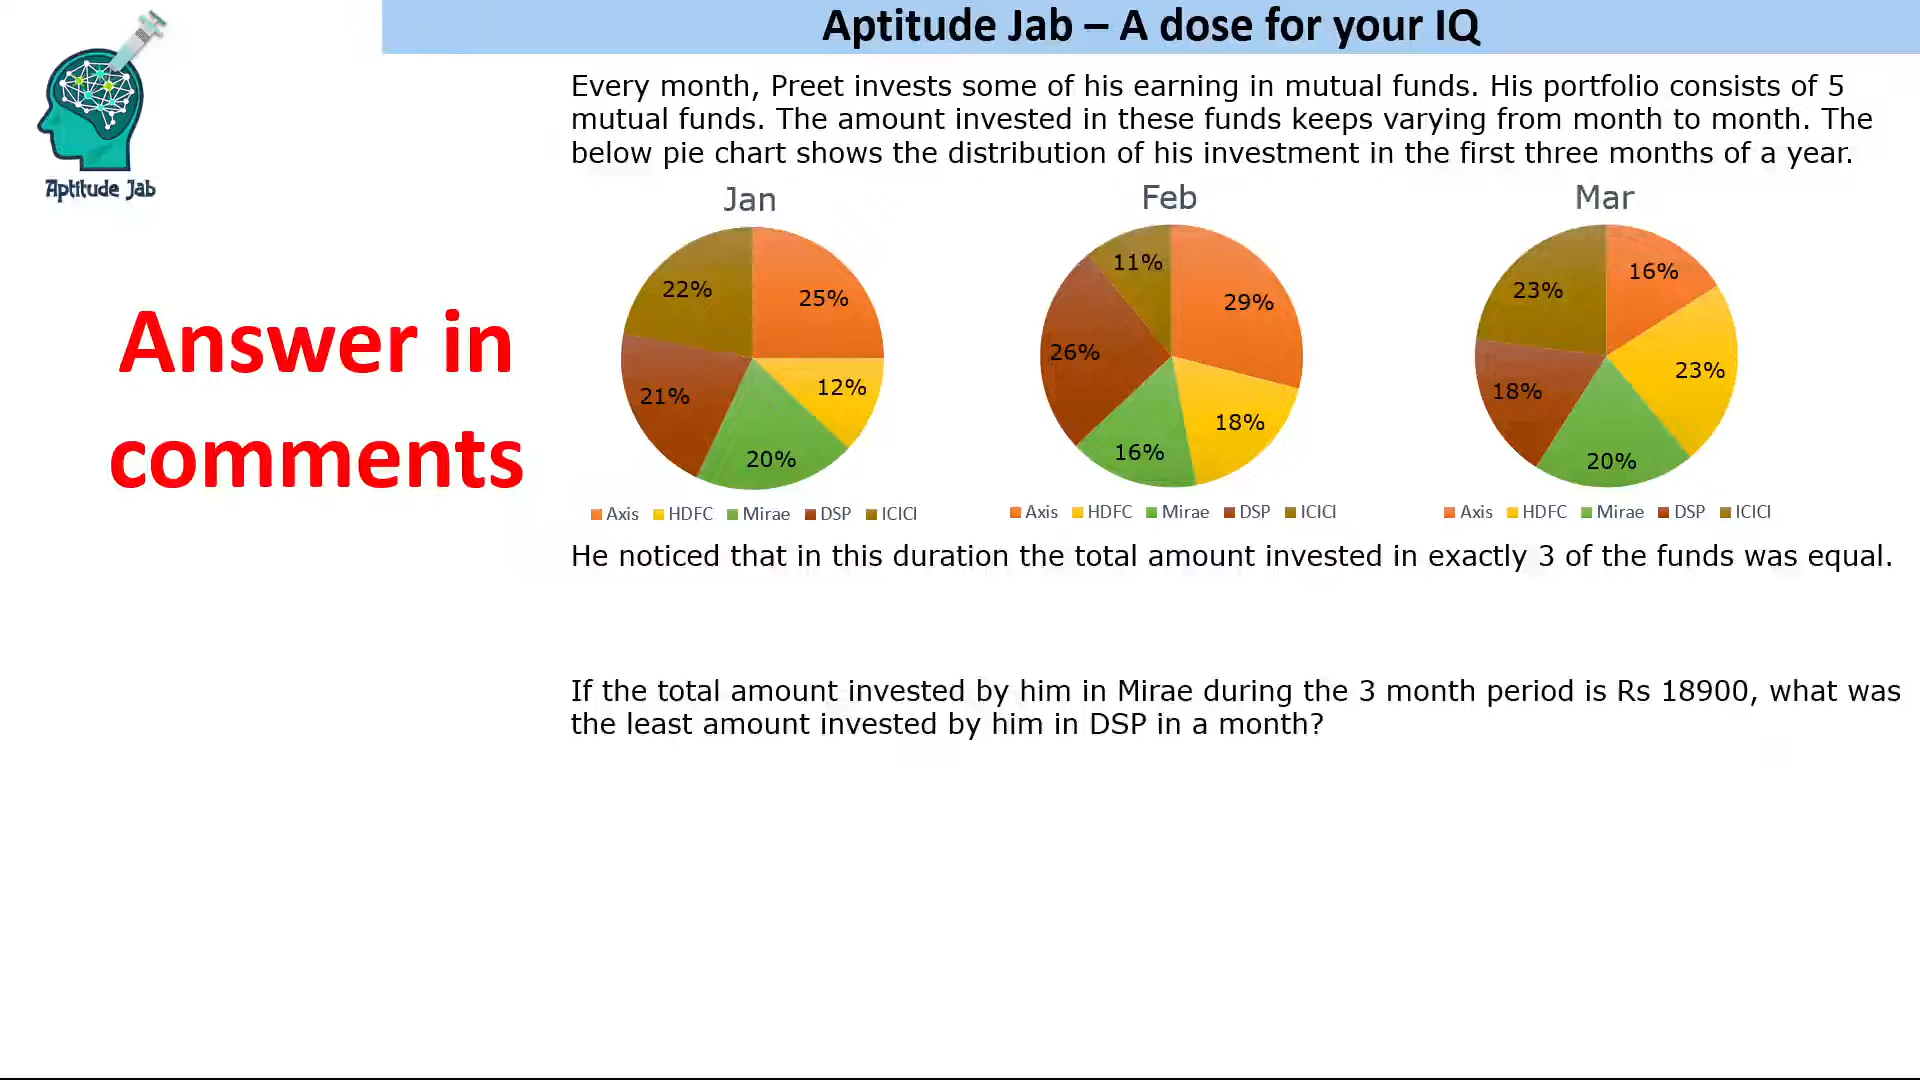 Aptitude Jab – A dose for your IQ
Aptitude Jab
Every month, Preet invests some of his earning in mutual funds. His portfolio consists of 5
mutual funds. The amount invested in these funds keeps varying from month to month. The
below pie chart shows the distribution of his investment in the first three months of a year.
Answer in
comments
Jan
22%
25%
12%
21%
20%
Axis HDFC Mirae DSP ICICI
Feb
11%
29%
26%
18%
16%
Axis HDFC Mirae DSP ICICI
Mar
16%
23%
23%
18%
20%
Axis HDFC Mirae DSP ICICI
He noticed that in this duration the total amount invested in exactly 3 of the funds was equal.
If the total amount invested by him in Mirae during the 3 month period is Rs 18900, what was
the least amount invested by him in DSP in a month?